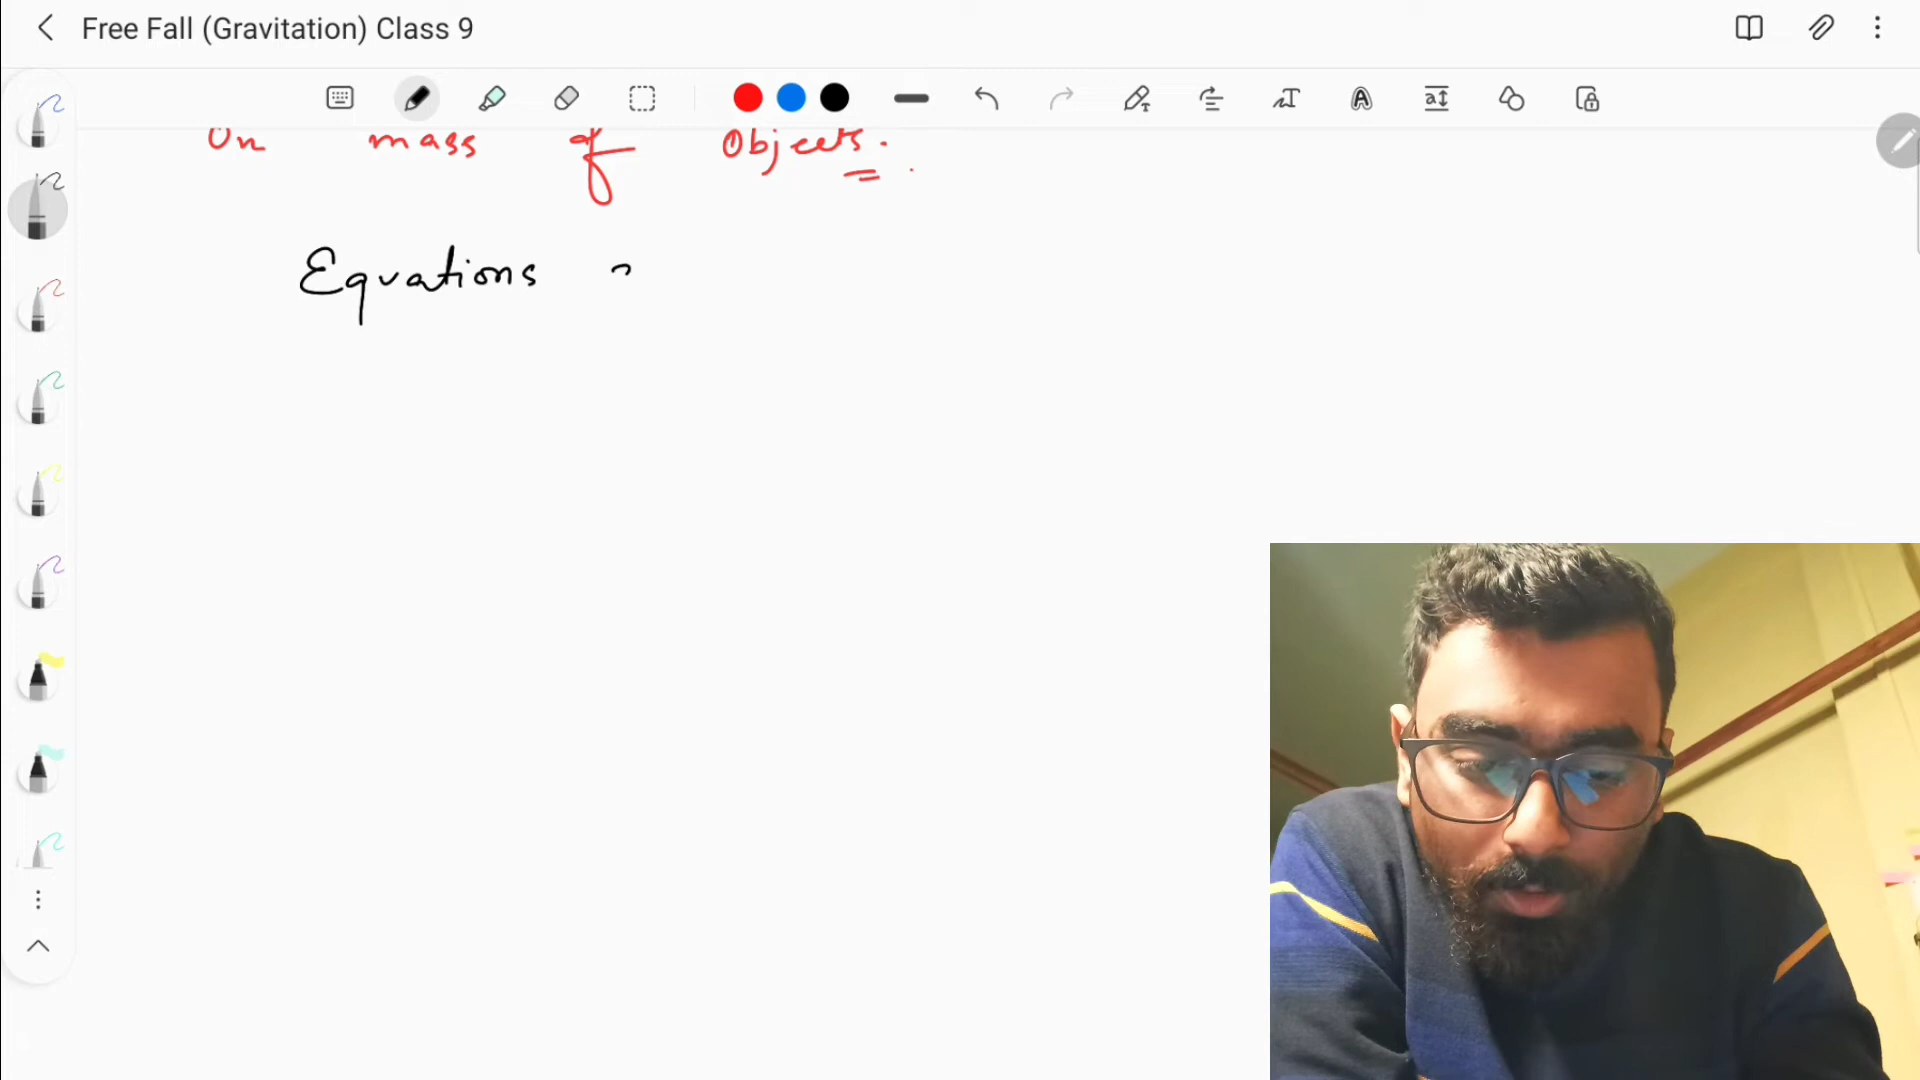 Free Fall (Gravitation) Class 9
On mass of Objects.
Equations